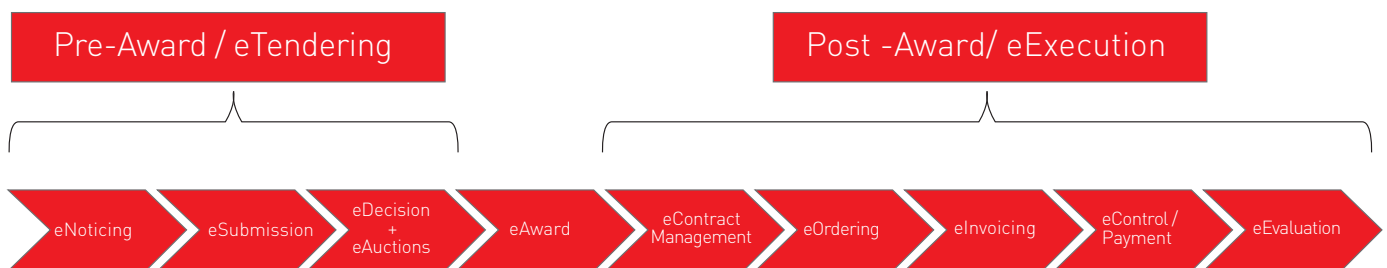 Pre-Award / eTendering
Post -Award/ eExecution
eNoticing
eSubmission
eDecision
+
eAuctions
eAward
eContract
Management
eOrdering
eInvoicing
eControl /
Payment
eEvaluation